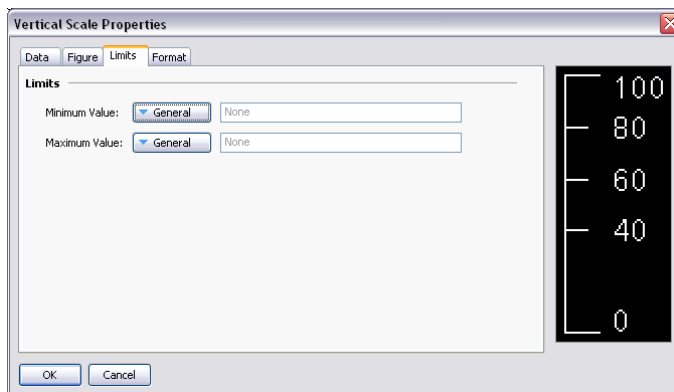 Vertical Scale Properties
Data Figure Limits Format
Limits
Minimum Value: General None
Maximum Value: General None
100
80
60
40
0
OK Cancel